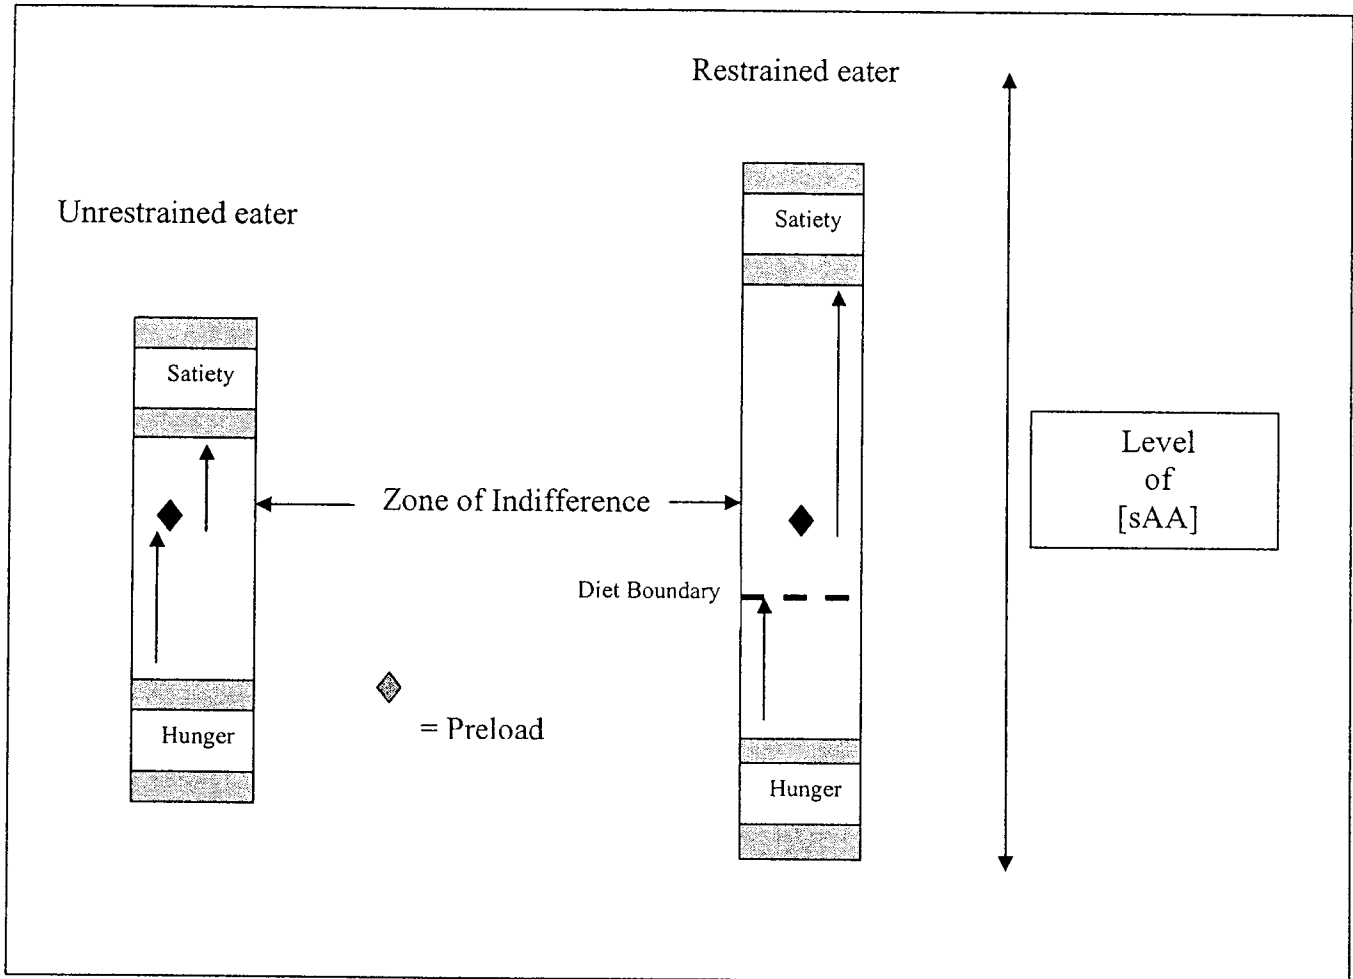 Restrained eater
Unrestrained eater
Satiety
Satiety
Zone of Indifference
Level
of
[sAA]
Diet Boundary
= Preload
Hunger
Hunger